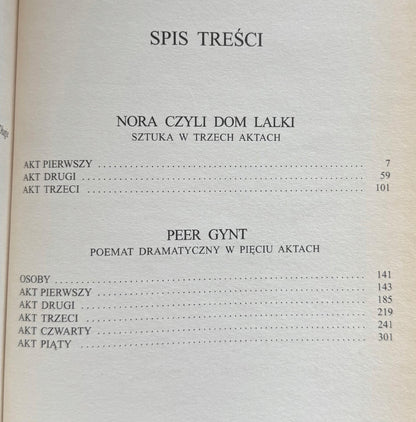 SPIS TREŚCI
NORA CZYLI DOM LALKI
SZTUKA W TRZECH AKTACH
AKT PIERWSZY 7
AKT DRUGI 59
AKT TRZECI 101
PEER GYNT
POEMAT DRAMATYCZNY W PIĘCIU AKTACH
OSOBY 141
AKT PIERWSZY 143
AKT DRUGI 185
AKT TRZECI 219
AKT CZWARTY 241
AKT PIĄTY 301